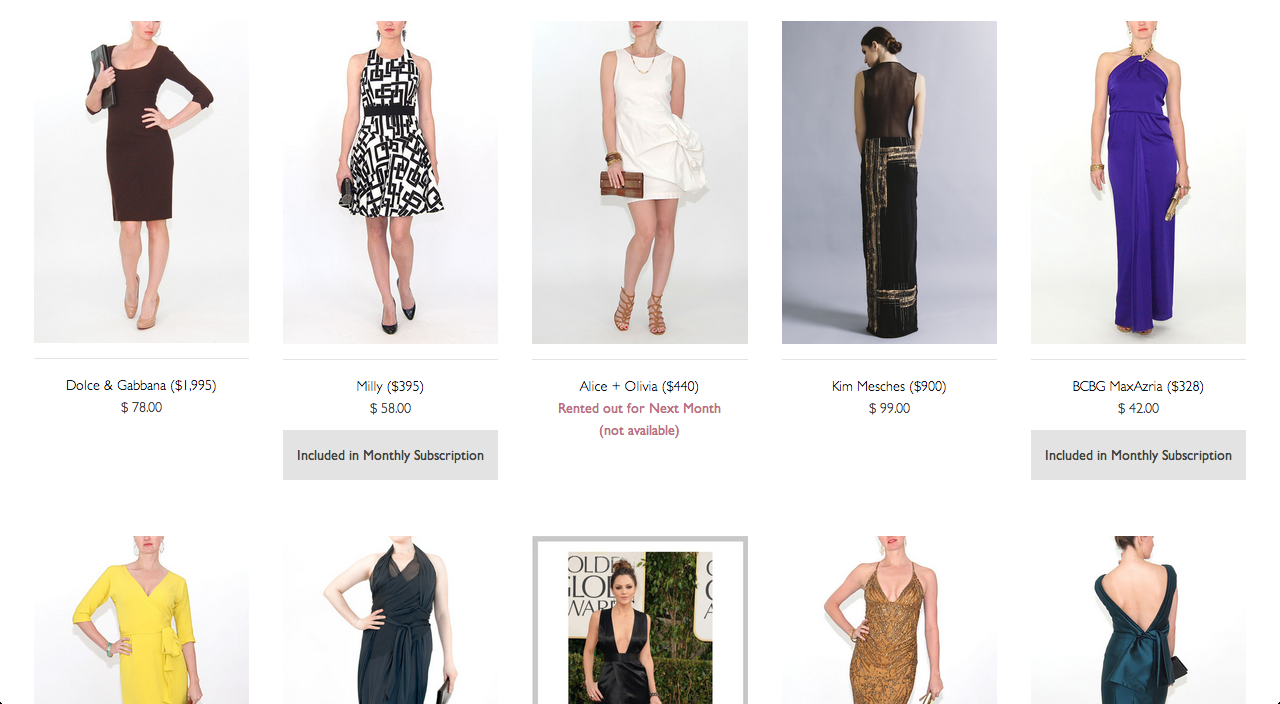 Dolce & Gabbana ($1,995)
$ 78.00
Milly ($395)
$ 58.00
Included in Monthly Subscription
Alice + Olivia ($440)
Rented out for Next Month
(not available)
Kim Mesches ($900)
$ 99.00
BCBG MaxAzria ($328)
$ 42.00
Included in Monthly Subscription
OLDE
GLO
WAR
G
A